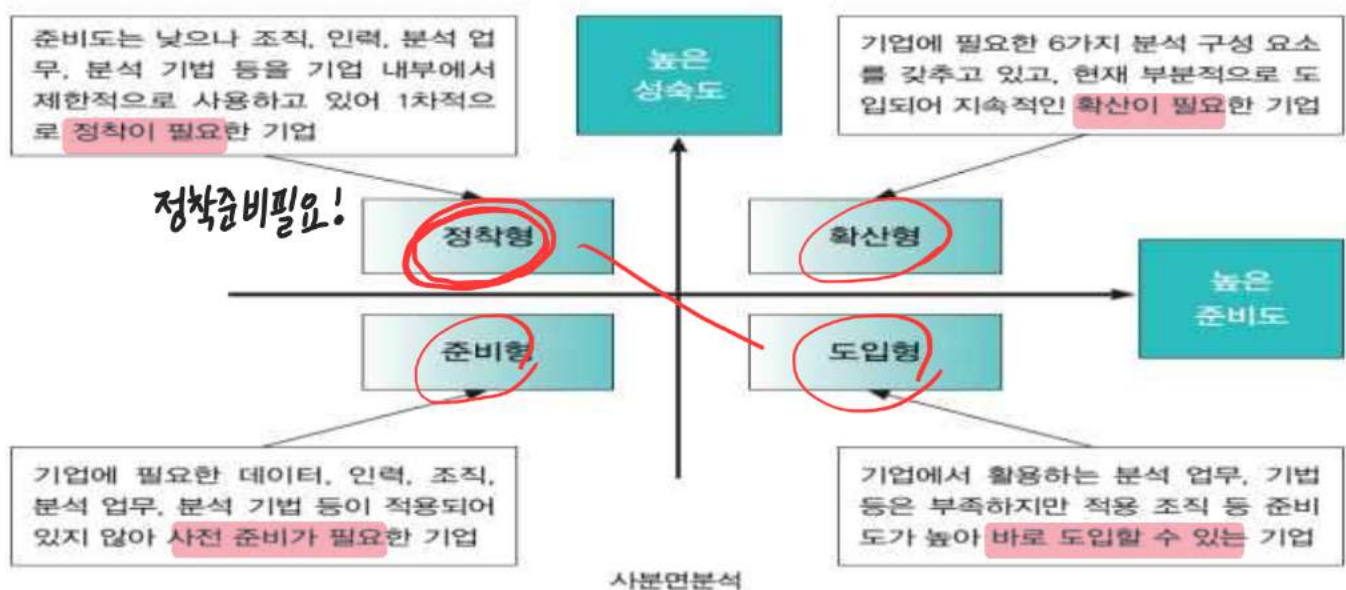 준비도는 낮으나 조직, 인력, 분석 업
무, 분석 기법 등을 기업 내부에서
제한적으로 사용하고 있어 1차적으
로 정착이 필요한 기업
높은
성숙도
기업에 필요한 6가지 분석 구성 요소
를 갖추고 있고, 현재 부분적으로 도
입되어 지속적인 확산이 필요한 기업
정착준비필요!
정착형
확산형
높은
준비도
준비형
도입형
기업에 필요한 데이터, 인력, 조직,
분석 업무, 분석 기법 등이 적용되어
있지 않아 사전 준비가 필요한 기업
기업에서 활용하는 분석 업무, 기법
등은 부족하지만 적용 조직 등 준비
도가 높아 바로 도입할 수 있는 기업
사분면분석